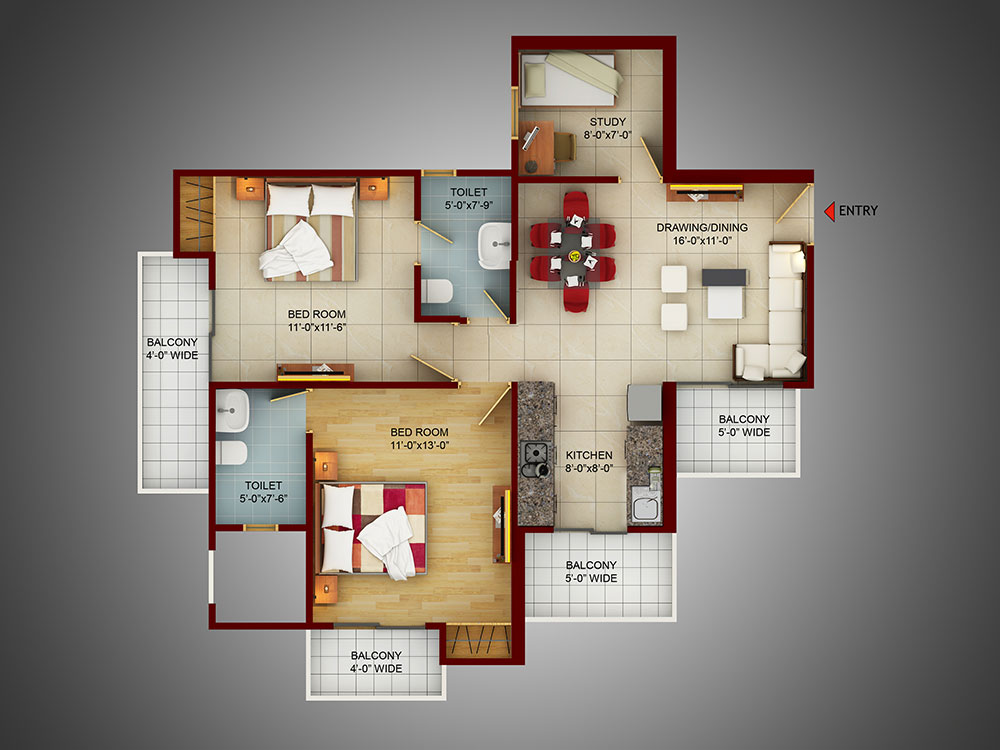 STUDY
8'-0"x7'-0"
TOILET
5'-0"x7'-9"
ENTRY
DRAWING/DINING
16'-0"x11'-0"
BED ROOM
11'-0"x11'-6"
BALCONY
4'-0" WIDE
BALCONY
5'-0" WIDE
BED ROOM
11'-0"x13'-0"
KITCHEN
8'-0"x8'-0"
TOILET
5'-0"x7'-6"
BALCONY
5'-0" WIDE
BALCONY
4'-0" WIDE